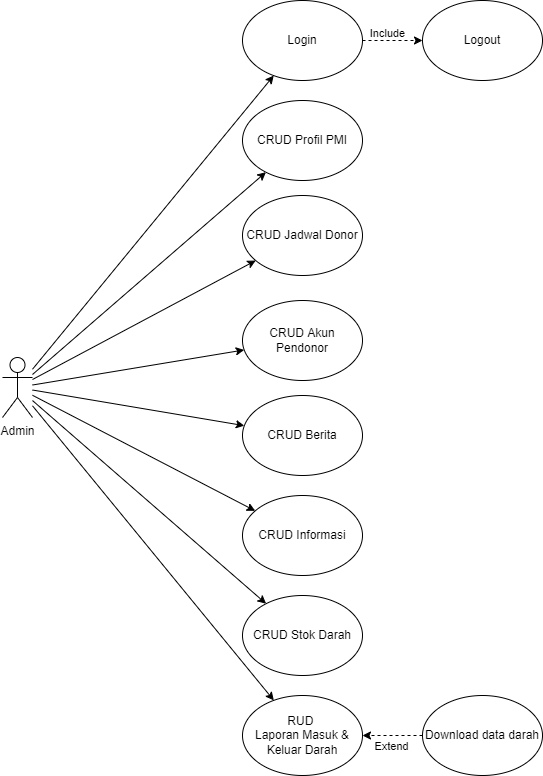 Login
Include
Logout
CRUD Profil PMI
CRUD Jadwal Donor
CRUD Akun
Pendonor
Admin
CRUD Berita
CRUD Informasi
CRUD Stok Darah
RUD
Laporan Masuk &
Keluar Darah
Extend
Download data darah